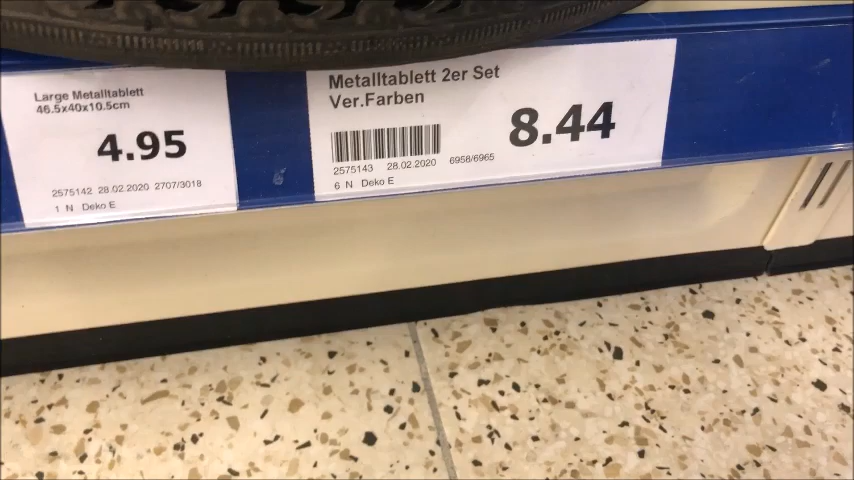 Large Metalltablett
46.5x40x10.5cm
4.95
2575142 28.02.2020 2707/3018
1 N Deko E
Metalltablett 2er Set
Ver.Farben
8.44
2575143 28.02.2020 6958/6965
6 N Deko E